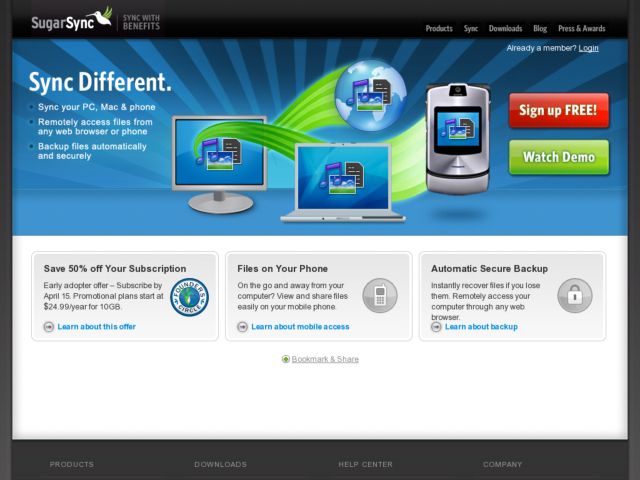 SugarSync
SYNC WITH
BENEFITS
Products Sync Downloads Blog Press & Awards
Already a member? Login
Sync Different.
Sync your PC, Mac & phone
Remotely access files from
any web browser or phone
Backup files automatically
and securely
Sign up FREE!
Watch Demo
Save 50% off Your Subscription
Early adopter offer – Subscribe by
April 15. Promotional plans start at
$24.99/year for 10GB.
FOUNDERS
CIRCLE
Learn about this offer
Files on Your Phone
On the go and away from your
computer? View and share files
easily on your mobile phone.
Learn about mobile access
Automatic Secure Backup
Instantly recover files if you lose
them. Remotely access your
computer through any web
browser.
Learn about backup
Bookmark & Share
PRODUCTS DOWNLOADS HELP CENTER COMPANY